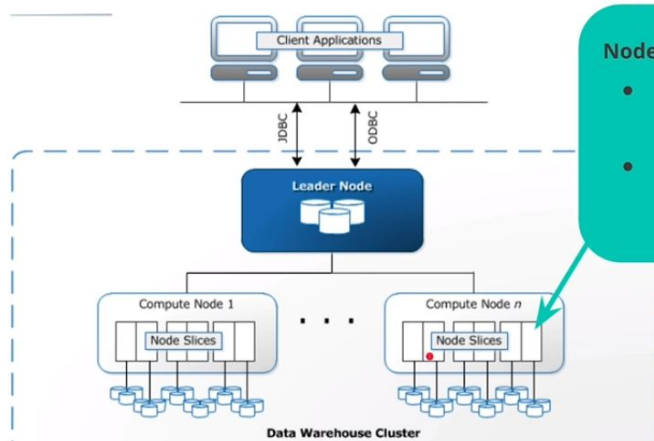 Client Applications
Node
JDBC
ODBC
Leader Node
Compute Node 1
Compute Node n
Node Slices
Node Slices
Data Warehouse Cluster